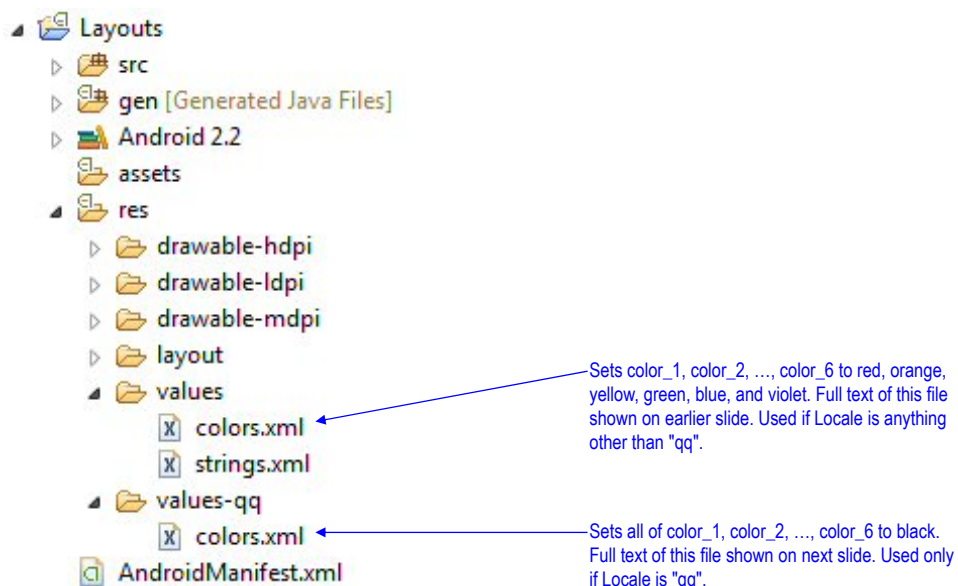 Layouts
src
gen [Generated Java Files]
Android 2.2
assets
res
drawable-hdpi
drawable-ldpi
drawable-mdpi
layout
values
colors.xml
strings.xml
values-qq
colors.xml
AndroidManifest.xml
Sets color_1, color_2, …, color_6 to red, orange,
yellow, green, blue, and violet. Full text of this file
shown on earlier slide. Used if Locale is anything
other than "qq".
Sets all of color_1, color_2, …, color_6 to black.
Full text of this file shown on next slide. Used only
if Locale is "qq".